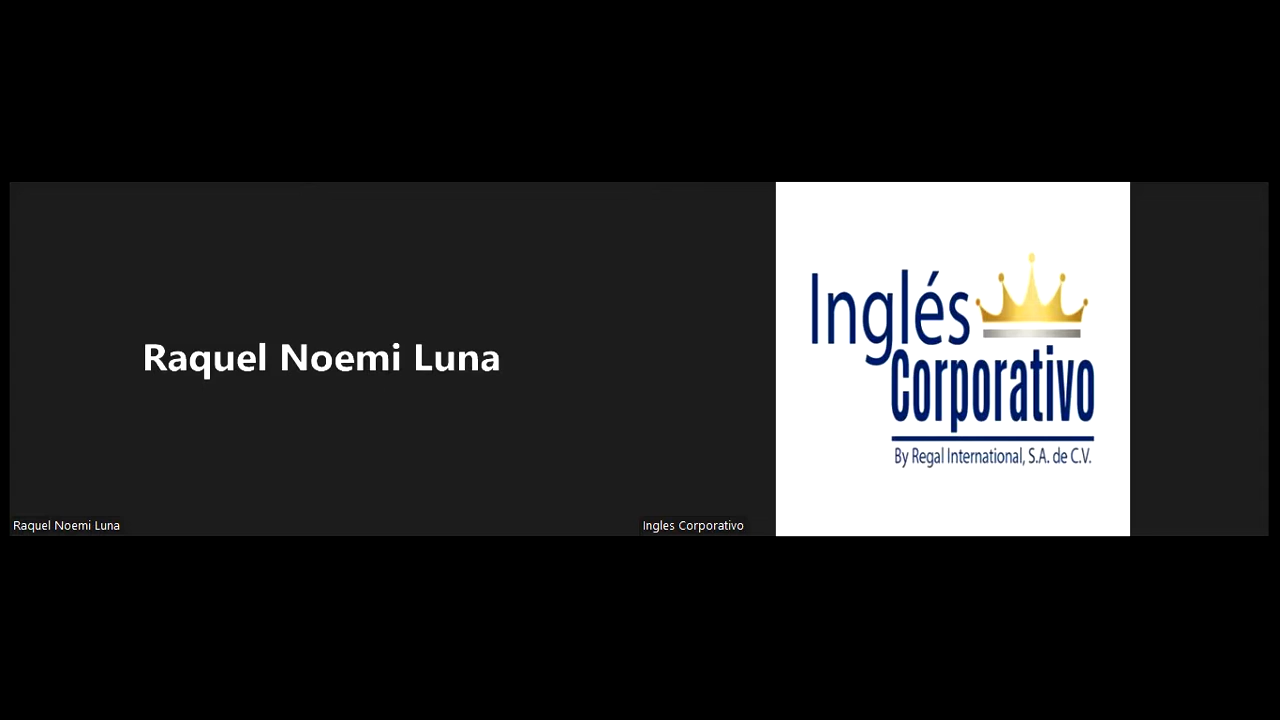 Raquel Noemi Luna
Raquel Noemi Luna
Inglés
Corporativo
By Regal International, S.A. de C.V.
Ingles Corporativo